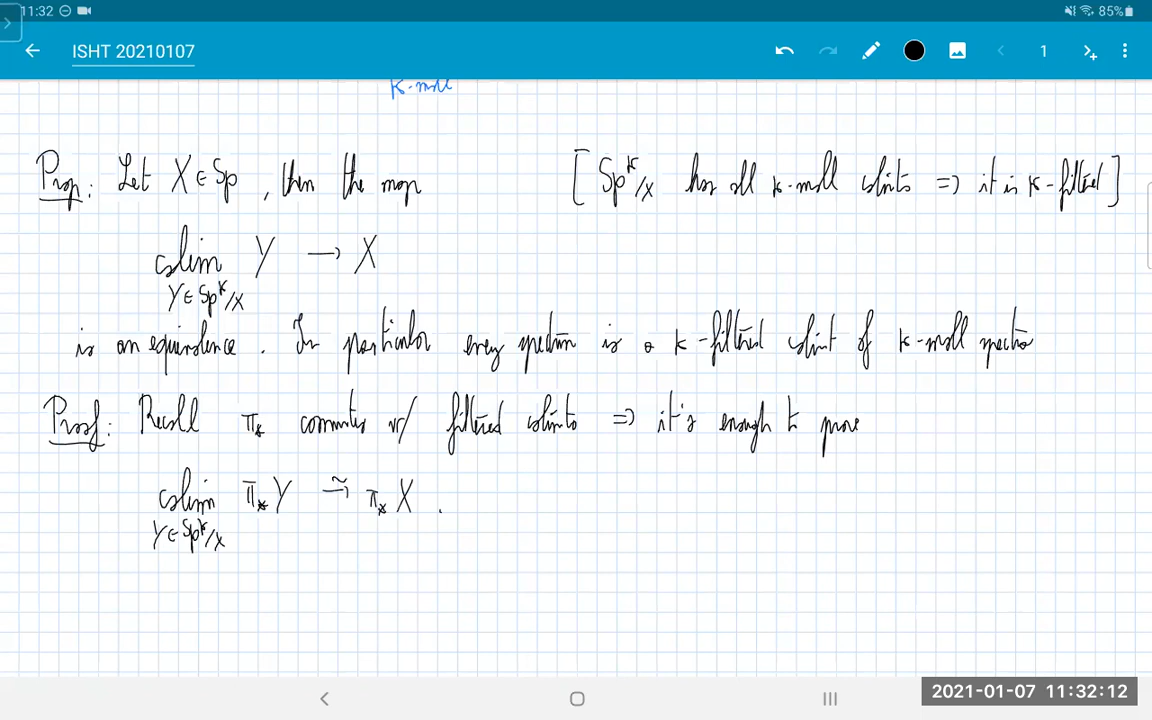 11:32
85%
ISHT 20210107
1
κ-small
Prop: Let X ∈ Sp, then the map [Sp^κ/X has all κ-small colimits => it is κ-filtered]
colim Y → X
Y∈Sp^κ/X
is an equivalence. In particular every spectrum is a κ-filtered colimit of κ-small spectra
Proof: Recall π_* commutes w/ filtered colimits => it's enough to prove
colim π_*Y ⥲ π_*X.
Y∈Sp^κ/X
2021-01-07 11:32:12